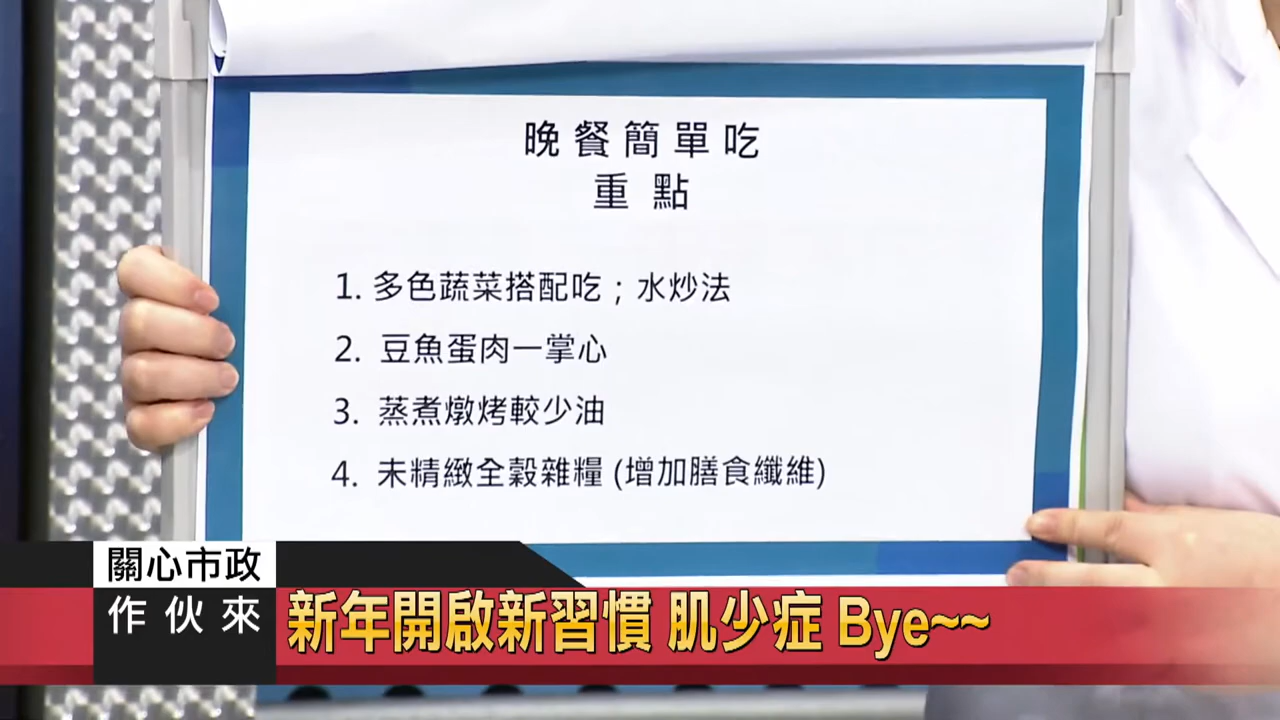 晚餐簡單吃
重點
1. 多色蔬菜搭配吃；水炒法
2. 豆魚蛋肉一掌心
3. 蒸煮燉烤較少油
4. 未精緻全穀雜糧 (增加膳食纖維)
關心市政
作伙來
新年開啟新習慣 肌少症 Bye~~